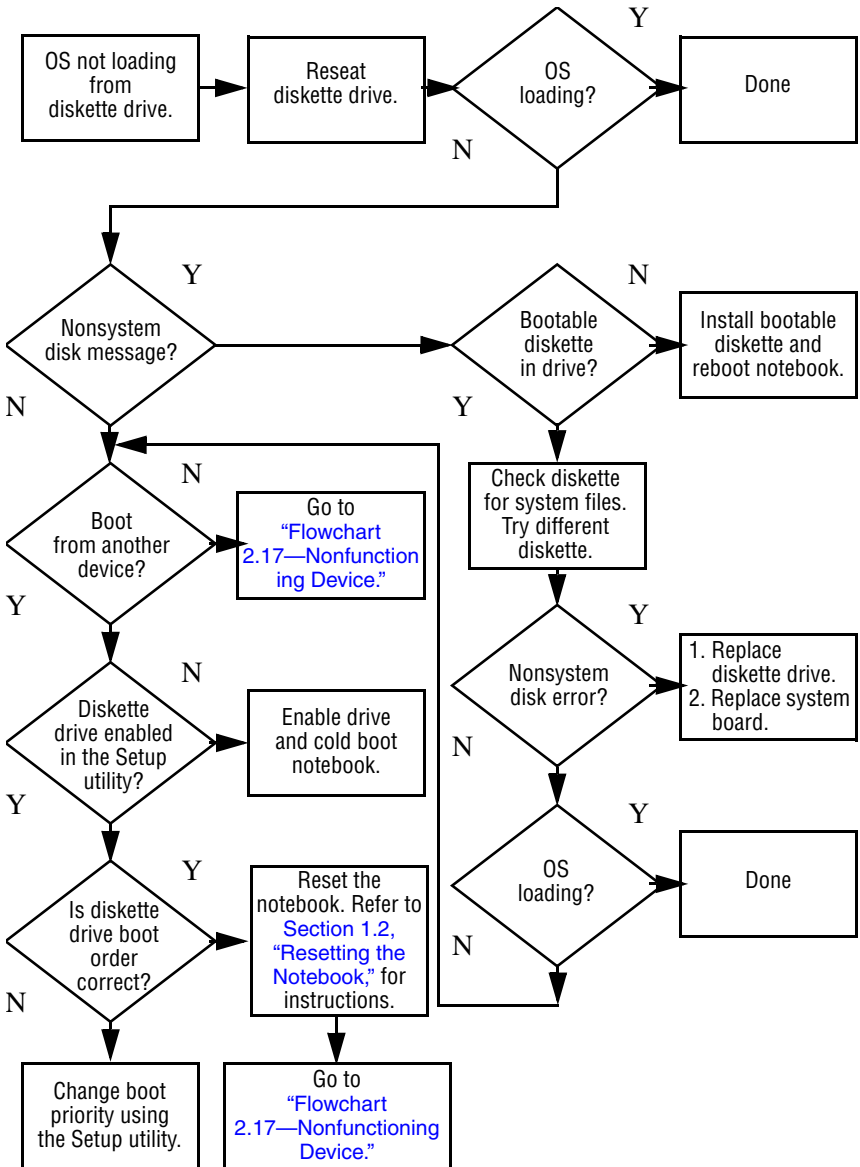 OS not loading
from
diskette drive.
Reseat
diskette drive.
OS
loading?
Y
N
Done
Nonsystem
disk message?
Y
N
Bootable
diskette
in drive?
N
Y
Install bootable
diskette and
reboot notebook.
Check diskette
for system files.
Try different
diskette.
Boot
from another
device?
N
Y
Go to
“Flowchart
2.17—Nonfunction
ing Device.”
Nonsystem
disk error?
Y
N
1. Replace
diskette drive.
2. Replace system
board.
Diskette
drive enabled
in the Setup
utility?
N
Y
Enable drive
and cold boot
notebook.
OS
loading?
Y
N
Done
Is diskette
drive boot
order
correct?
Y
N
Reset the
notebook. Refer to
Section 1.2,
“Resetting the
Notebook,” for
instructions.
Change boot
priority using
the Setup utility.
Go to
“Flowchart
2.17—Nonfunctioning
Device.”